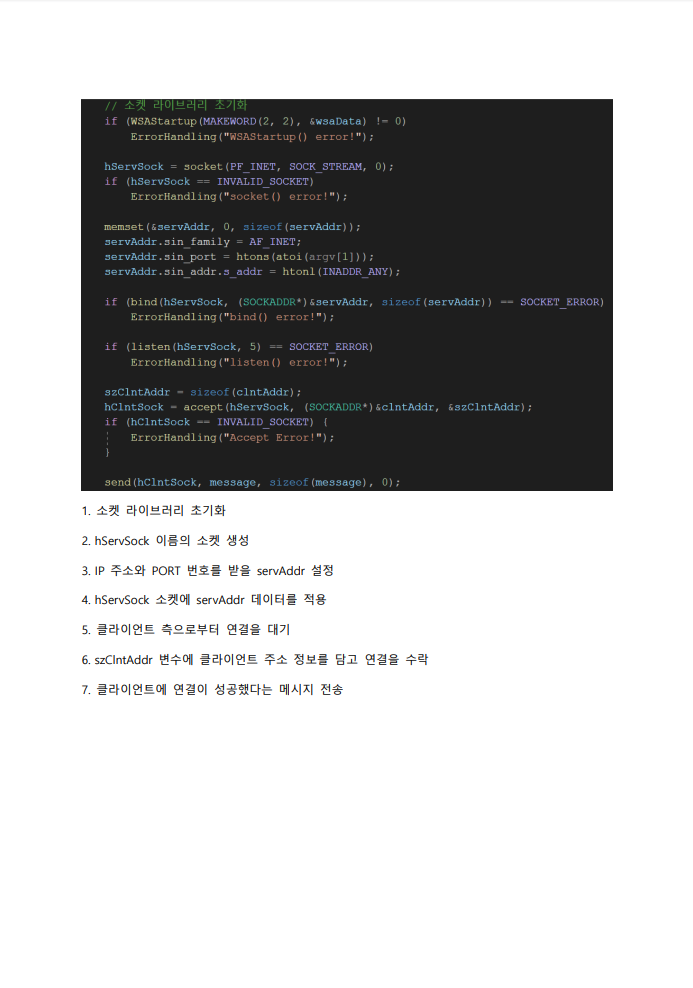 // 소켓 라이브러리 초기화
if (WSAStartup(MAKEWORD(2, 2), &wsaData) != 0)
ErrorHandling("WSAStartup() error!");
hServSock = socket(PF_INET, SOCK_STREAM, 0);
if (hServSock == INVALID_SOCKET)
ErrorHandling("socket() error!");
memset(&servAddr, 0, sizeof(servAddr));
servAddr.sin_family = AF_INET;
servAddr.sin_port = htons(atoi(argv[1]));
servAddr.sin_addr.s_addr = htonl(INADDR_ANY);
if (bind(hServSock, (SOCKADDR*)&servAddr, sizeof(servAddr)) == SOCKET_ERROR)
ErrorHandling("bind() error!");
if (listen(hServSock, 5) == SOCKET_ERROR)
ErrorHandling("listen() error!");
szClntAddr = sizeof(clntAddr);
hClntSock = accept(hServSock, (SOCKADDR*)&clntAddr, &szClntAddr);
if (hClntSock == INVALID_SOCKET) {
ErrorHandling("Accept Error!");
}
send(hClntSock, message, sizeof(message), 0);
1. 소켓 라이브러리 초기화
2. hServSock 이름의 소켓 생성
3. IP 주소와 PORT 번호를 받을 servAddr 설정
4. hServSock 소켓에 servAddr 데이터를 적용
5. 클라이언트 측으로부터 연결을 대기
6. szClntAddr 변수에 클라이언트 주소 정보를 담고 연결을 수락
7. 클라이언트에 연결이 성공했다는 메시지 전송